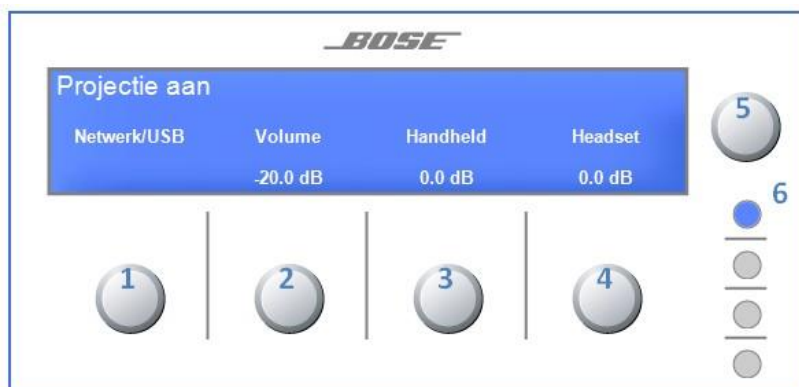 BOSE
Projectie aan
Netwerk/USB Volume Handheld Headset
-20.0 dB 0.0 dB 0.0 dB
5
6
1 2 3 4